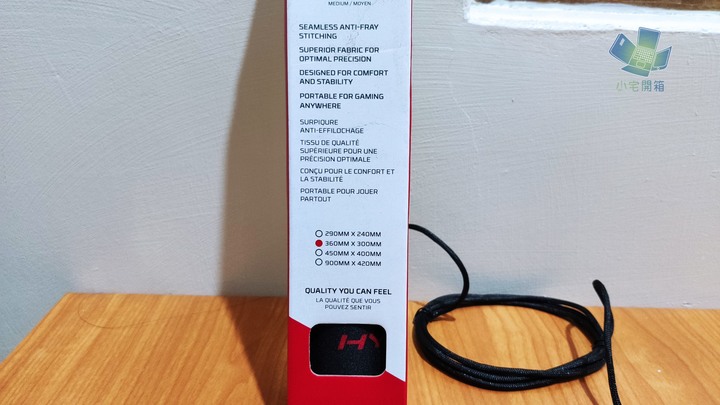 MEDIUM / MOYEN
SEAMLESS ANTI-FRAY
STITCHING
SUPERIOR FABRIC FOR
OPTIMAL PRECISION
DESIGNED FOR COMFORT
AND STABILITY
PORTABLE FOR GAMING
ANYWHERE
SURPIQURE
ANTI-EFFILOCHAGE
TISSU DE QUALITÉ
SUPÉRIEURE POUR UNE
PRÉCISION OPTIMALE
CONÇU POUR LE CONFORT ET
LA STABILITÉ
PORTABLE POUR JOUER
PARTOUT
290MM X 240MM
360MM X 300MM
450MM X 400MM
900MM X 420MM
QUALITY YOU CAN FEEL
LA QUALITÉ QUE VOUS
POUVEZ SENTIR
HY
小宅開箱